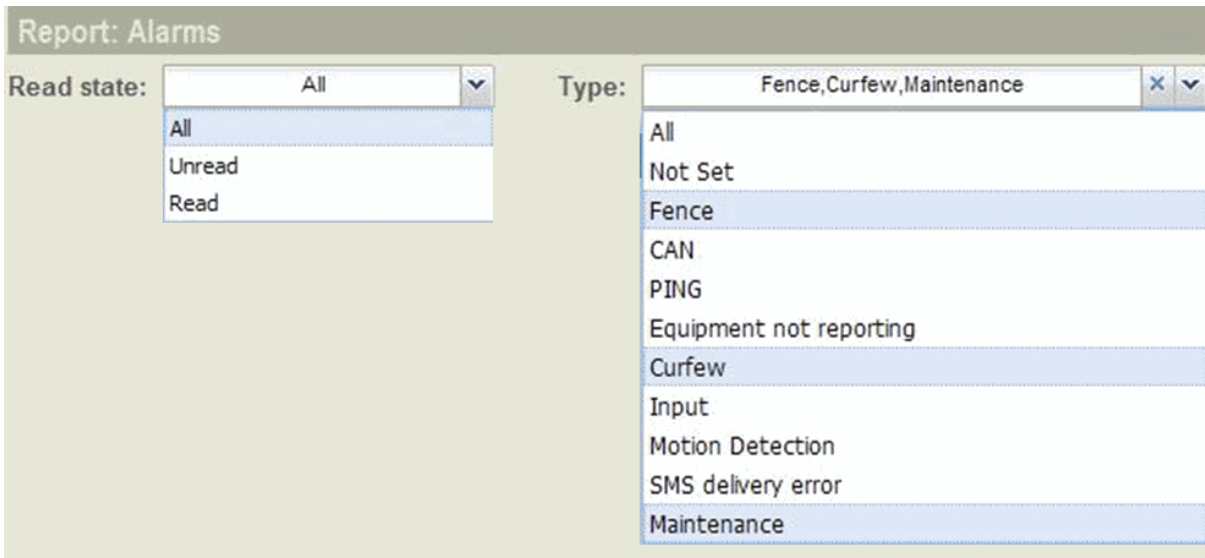 Report: Alarms
Read state: All
Type: Fence,Curfew,Maintenance
All
Unread
Read
All
Not Set
Fence
CAN
PING
Equipment not reporting
Curfew
Input
Motion Detection
SMS delivery error
Maintenance